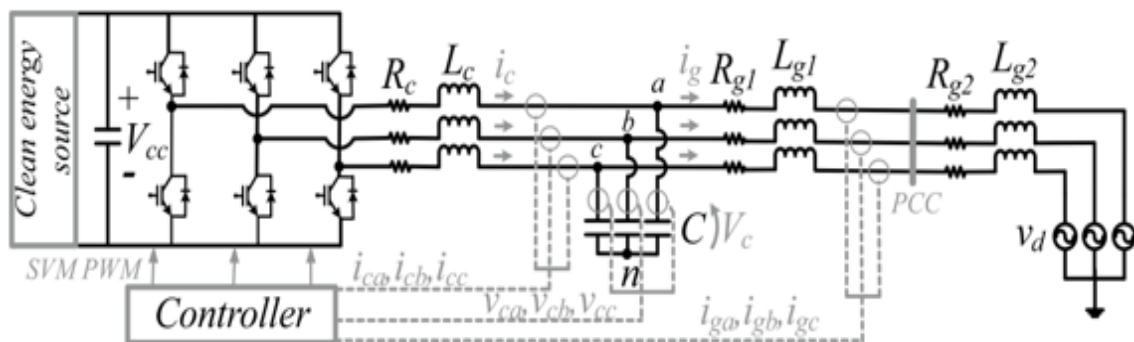 Clean energy
source
+
V_cc
-
R_c
L_c
i_c
a
b
c
i_g
R_g1
L_g1
R_g2
L_g2
PCC
C
V_c
n
v_d
SVM PWM
Controller
i_ca, i_cb, i_cc
v_ca, v_cb, v_cc
i_ga, i_gb, i_gc